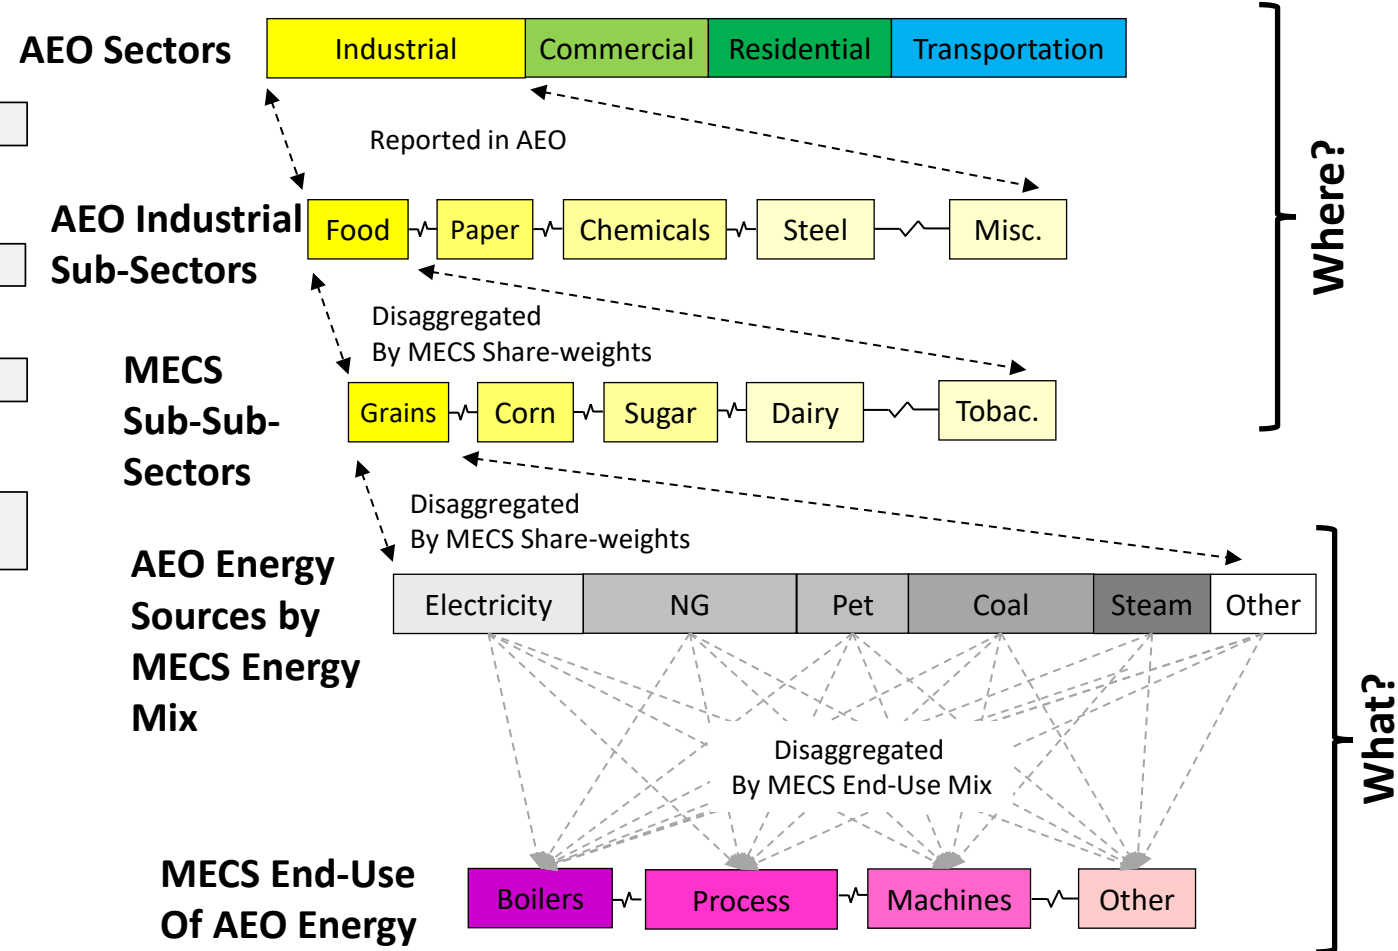 AEO Sectors
Industrial
Commercial
Residential
Transportation
Reported in AEO
Where?
AEO Industrial
Sub-Sectors
Food
Paper
Chemicals
Steel
Misc.
Disaggregated
By MECS Share-weights
MECS
Sub-Sub-
Sectors
Grains
Corn
Sugar
Dairy
Tobac.
Disaggregated
By MECS Share-weights
AEO Energy
Sources by
MECS Energy
Mix
Electricity
NG
Pet
Coal
Steam
Other
What?
Disaggregated
By MECS End-Use Mix
MECS End-Use
Of AEO Energy
Boilers
Process
Machines
Other